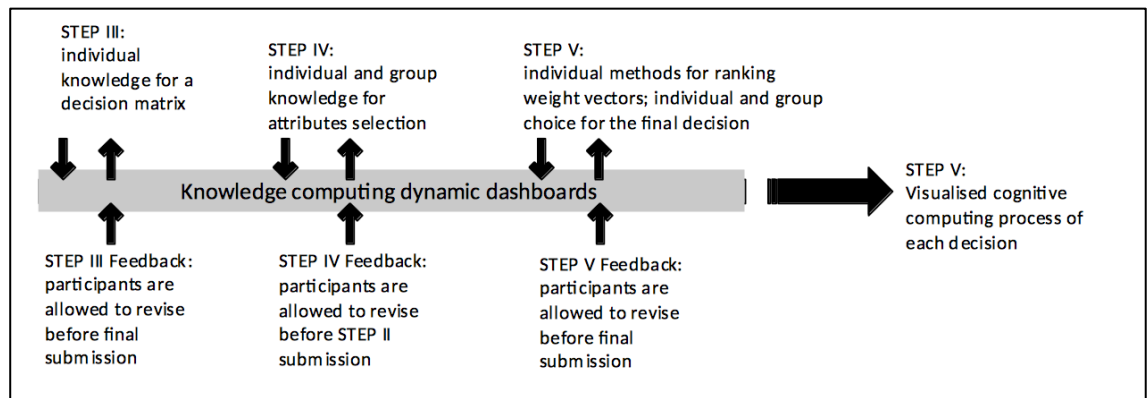 STEP III:
individual
knowledge for a
decision matrix
STEP IV:
individual and group
knowledge for
attributes selection
STEP V:
individual methods for ranking
weight vectors; individual and group
choice for the final decision
Knowledge computing dynamic dashboards
STEP V:
Visualised cognitive
computing process of
each decision
STEP III Feedback:
participants are
allowed to revise
before final
submission
STEP IV Feedback:
participants are
allowed to revise
before STEP II
submission
STEP V Feedback:
participants are
allowed to revise
before final
submission